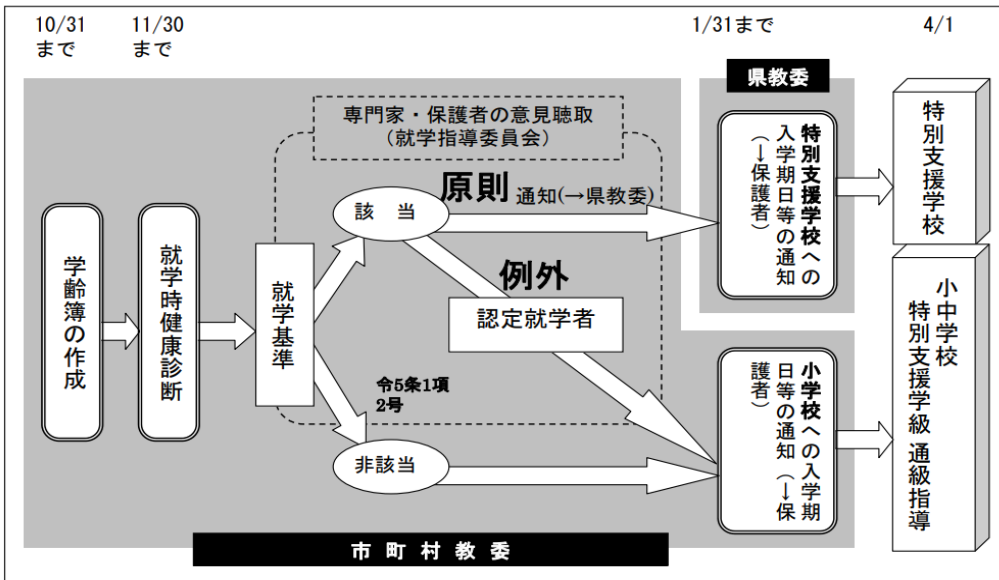 10/31
まで
11/30
まで
1/31まで
4/1
県教委
専門家・保護者の意見聴取
(就学指導委員会)
原則 通知(→県教委)
該 当
例外
認定就学者
学齢簿の作成
就学時健康診断
就学基準
令5条1項
2号
非該当
特別支援学校への
入学期日等の通知
(→保護者)
小学校への入学期
日等の通知 (→保
護者)
特別支援学校
小中学校
特別支援学級 通級指導
市 町 村 教 委